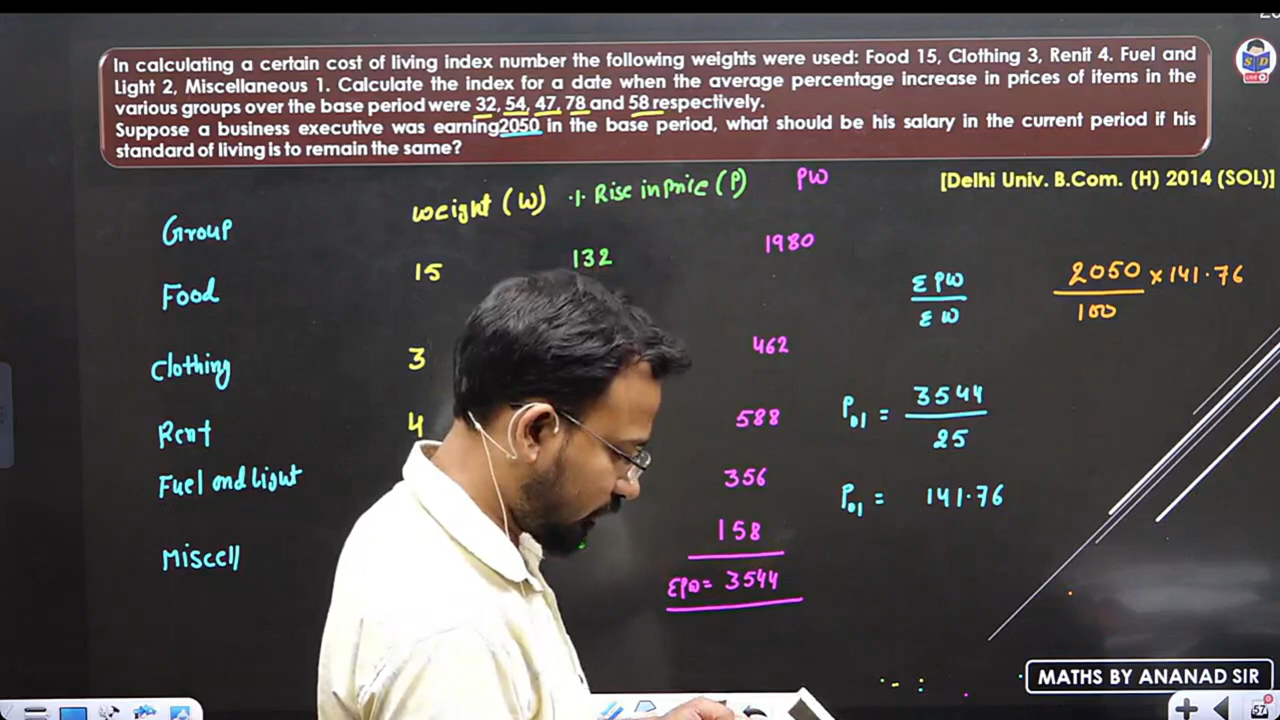 In calculating a certain cost of living index number the following weights were used: Food 15, Clothing 3, Renit 4. Fuel and
Light 2, Miscellaneous 1. Calculate the index for a date when the average percentage increase in prices of items in the
various groups over the base period were 32, 54, 47, 78 and 58 respectively.
Suppose a business executive was earning2050 in the base period, what should be his salary in the current period if his
standard of living is to remain the same?
[Delhi Univ. B.Com. (H) 2014 (SOL)]
Group weight (W) % Rise in price (P) PW
Food 15 132 1980
Clothing 3 462
Rent 4 588
Fuel and light 356
Miscell 158
ΣPW = 3544
ΣPW
ΣW
P01 = 3544
25
P01 = 141.76
2050 × 141.76
100
MATHS BY ANANAD SIR
57